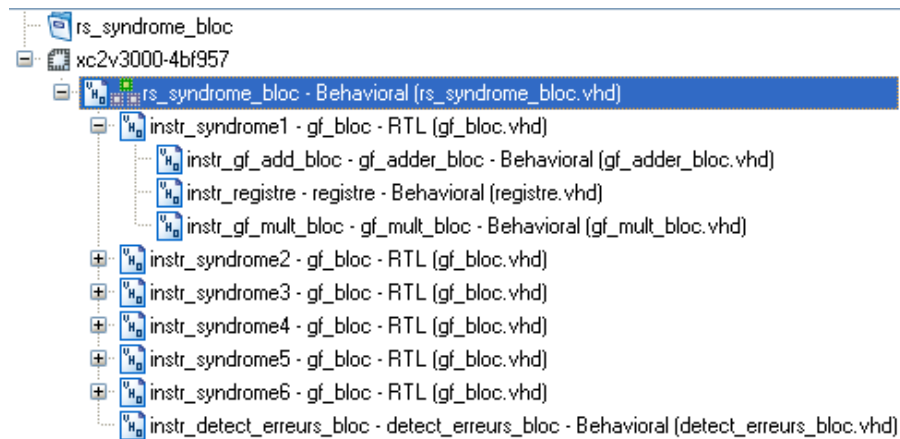 rs_syndrome_bloc
xc2v3000-4bf957
rs_syndrome_bloc - Behavioral (rs_syndrome_bloc.vhd)
instr_syndrome1 - gf_bloc - RTL (gf_bloc.vhd)
instr_gf_add_bloc - gf_adder_bloc - Behavioral (gf_adder_bloc.vhd)
instr_registre - registre - Behavioral (registre.vhd)
instr_gf_mult_bloc - gf_mult_bloc - Behavioral (gf_mult_bloc.vhd)
instr_syndrome2 - gf_bloc - RTL (gf_bloc.vhd)
instr_syndrome3 - gf_bloc - RTL (gf_bloc.vhd)
instr_syndrome4 - gf_bloc - RTL (gf_bloc.vhd)
instr_syndrome5 - gf_bloc - RTL (gf_bloc.vhd)
instr_syndrome6 - gf_bloc - RTL (gf_bloc.vhd)
instr_detect_erreurs_bloc - detect_erreurs_bloc - Behavioral (detect_erreurs_bloc.vhd)